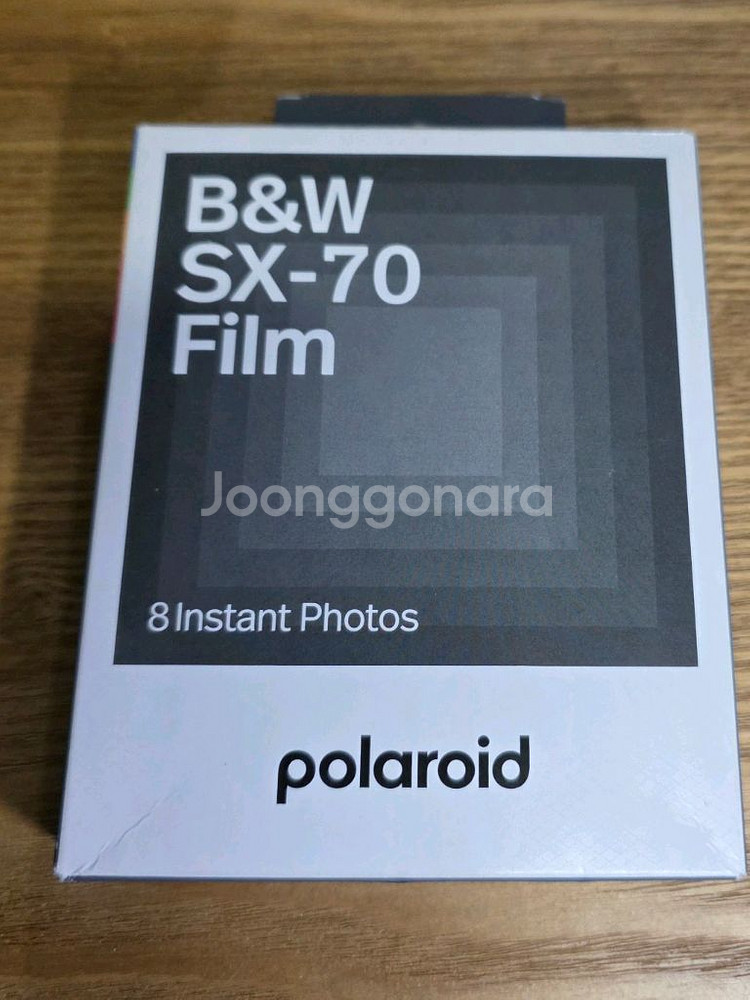 B&W
SX-70
Film
Joonggonara
8 Instant Photos
polaroid